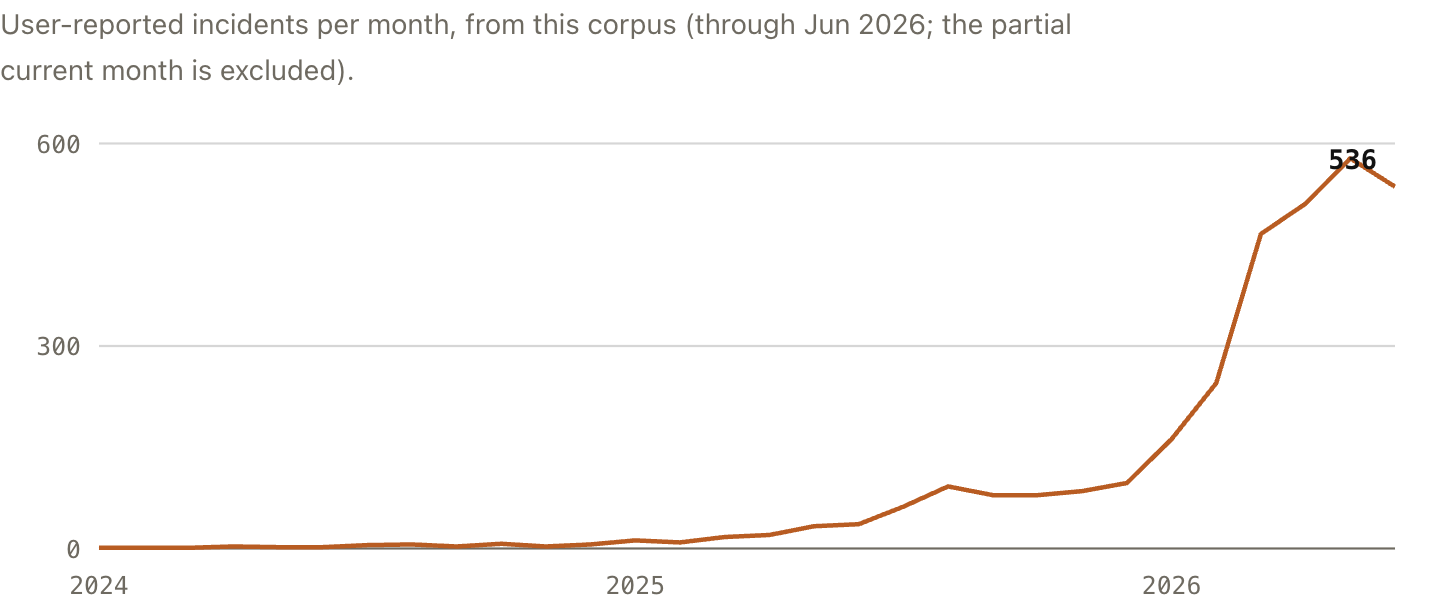 User-reported incidents per month, from this corpus (through Jun 2026; the partial
current month is excluded).
600
536
300
0
2024 2025 2026